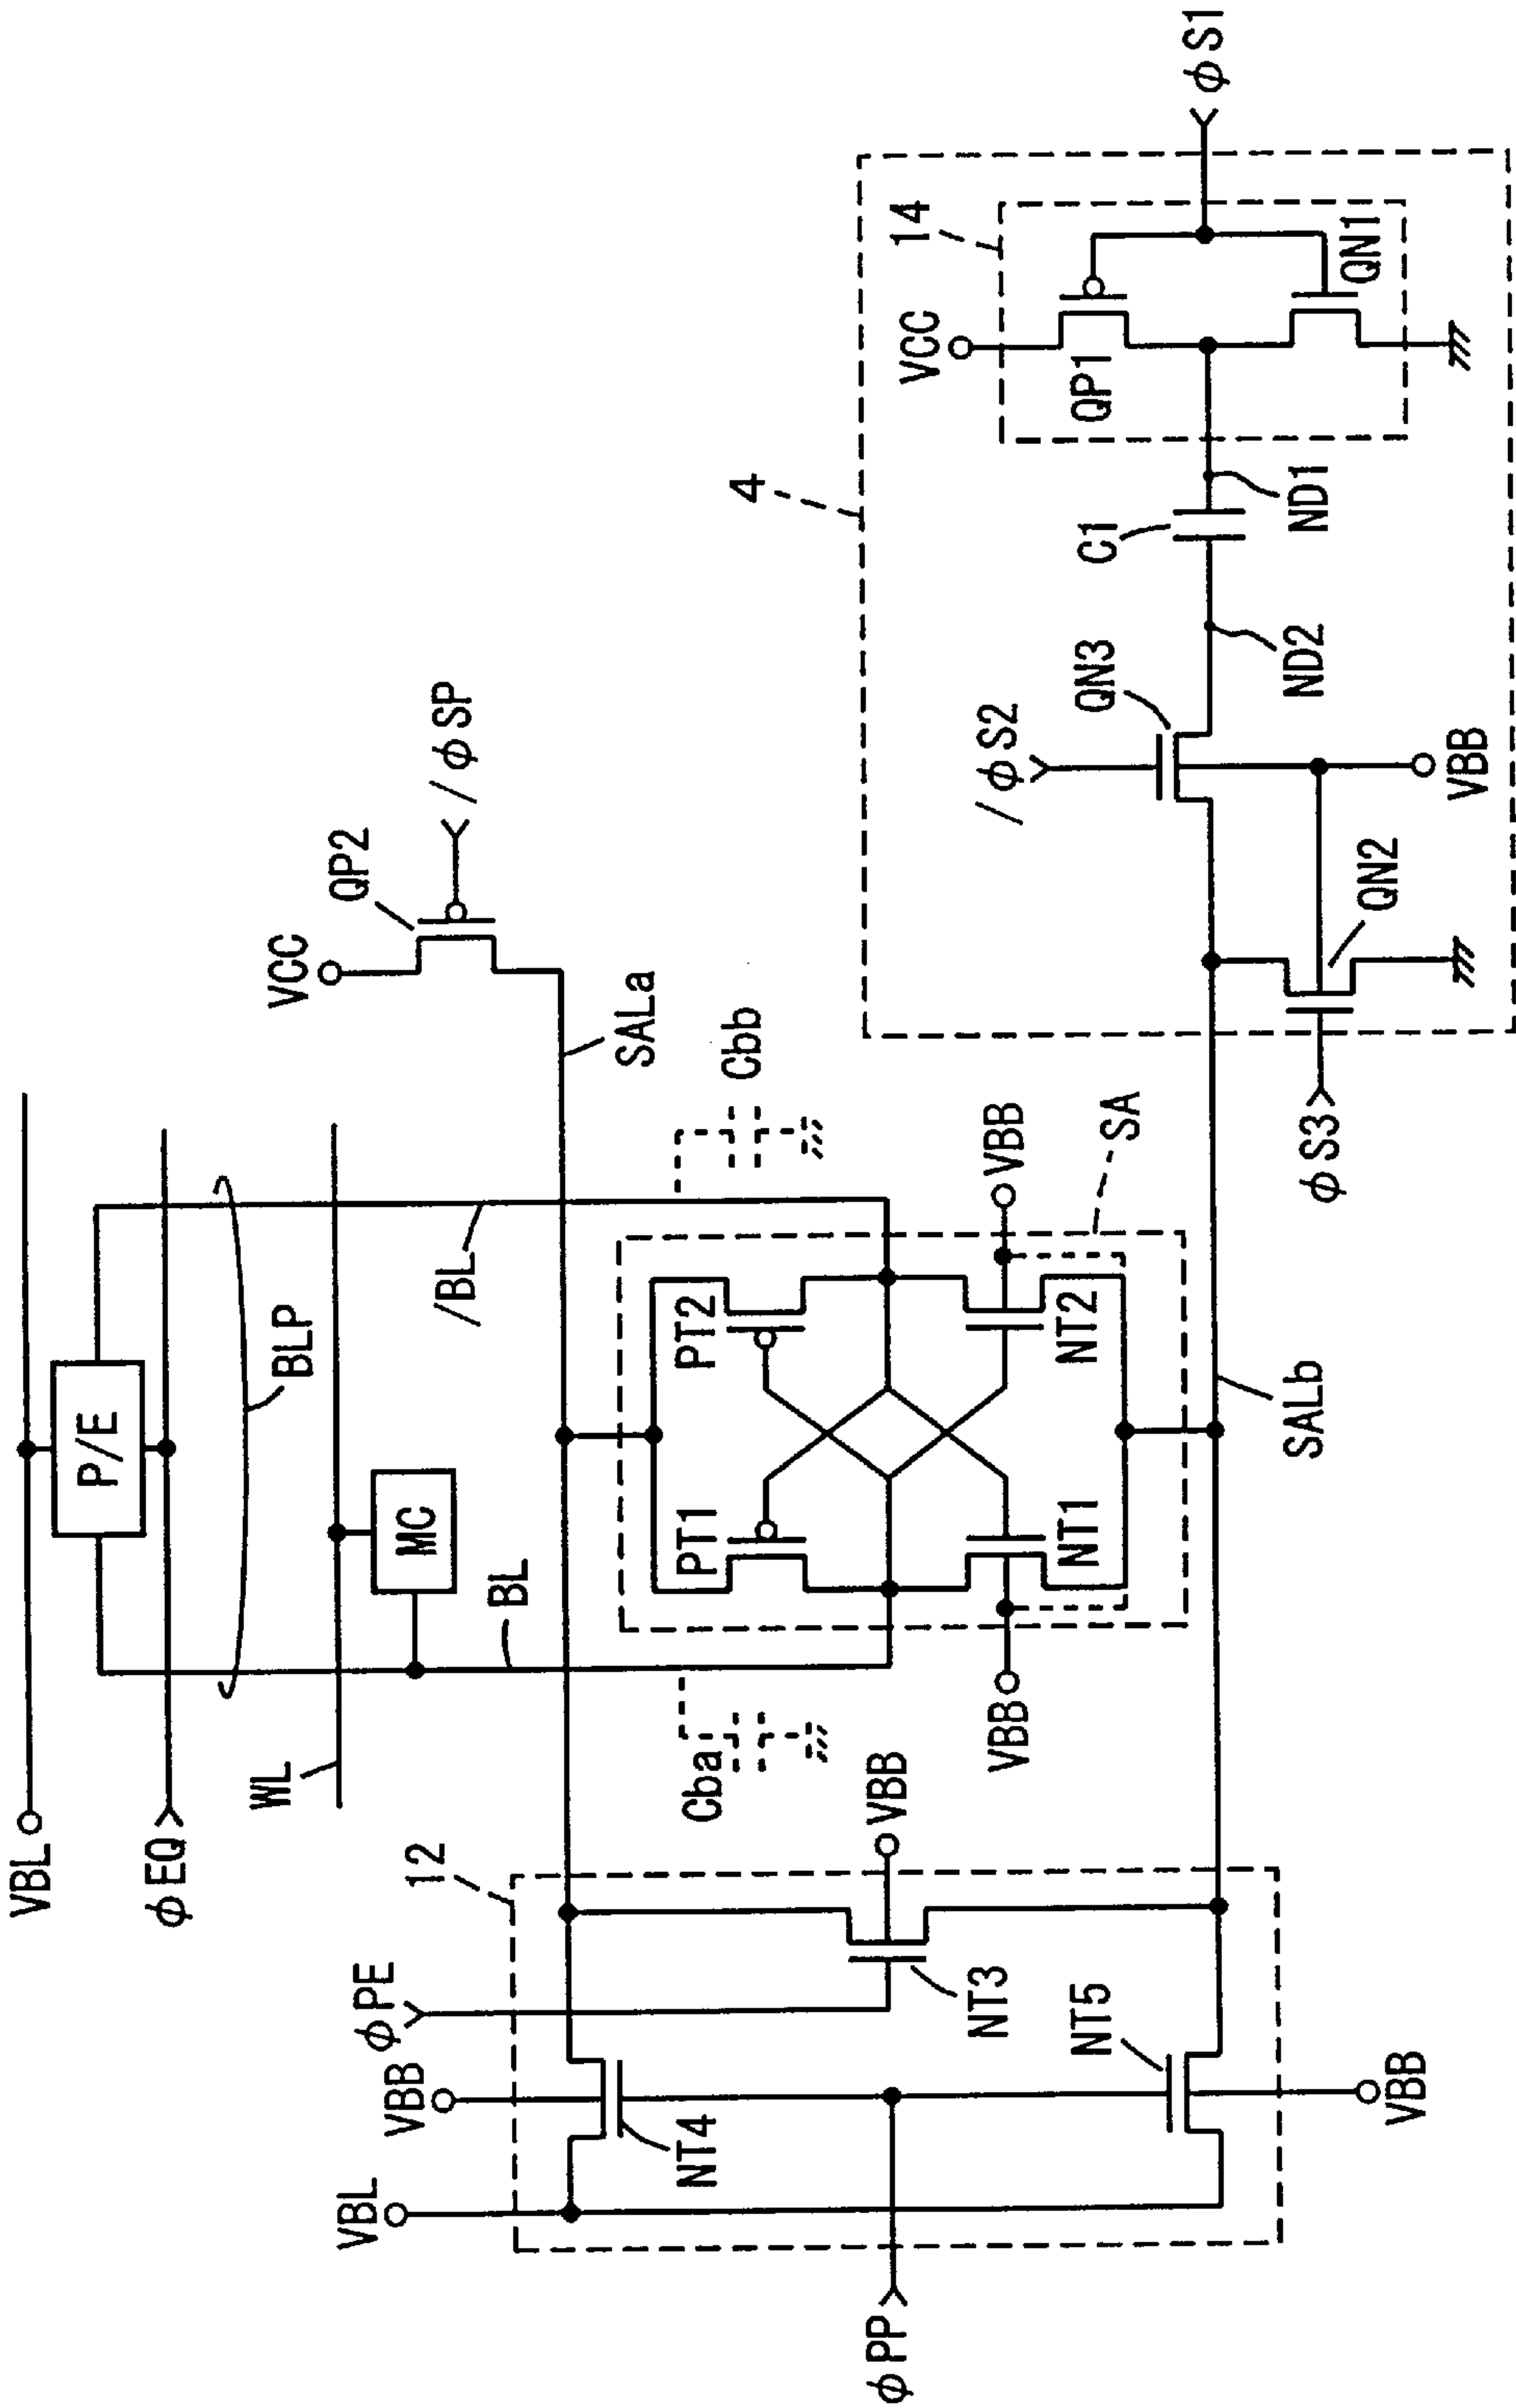 VBL
φEQ
P/E
BLP
WL
MC
BL
/BL
VCC
QP2
/φSP
SALa
Cba
Cbb
12
VBL
VBB
φPE
NT4
φPP
NT3
VBB
NT5
VBB
PT1
PT2
NT1
NT2
VBB
VBB
SA
SALb
4
14
VCC
QP1
QN1
φS1
C1
ND1
ND2
QN3
/φS2
VBB
QN2
φS3